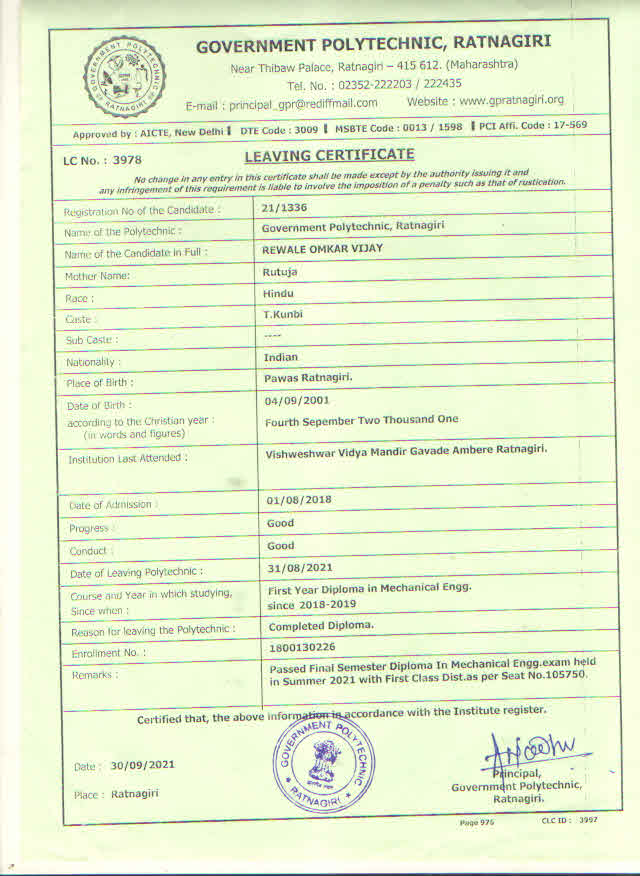 GOVERNMENT POLYTECHNIC, RATNAGIRI
Near Thibaw Palace, Ratnagiri – 415 612. (Maharashtra)
Tel. No. : 02352-222203 / 222435
E-mail : principal_gpr@rediffmail.com Website : www.gpratnagiri.org
GOVERNMENT POLYTECHNIC
RATNAGIRI
Approved by : AICTE, New Delhi DTE Code : 3009 MSBTE Code : 0013 / 1598 PCI Affi. Code : 17-569
LC No. : 3978 LEAVING CERTIFICATE
No change in any entry in this certificate shall be made except by the authority issuing it and
any infringement of this requirement is liable to involve the imposition of a penalty such as that of rustication.
Registration No of the Candidate : 21/1336
Name of the Polytechnic : Government Polytechnic, Ratnagiri
Name of the Candidate in Full : REWALE OMKAR VIJAY
Mother Name: Rutuja
Race : Hindu
Caste : T.Kunbi
Sub Caste : ----
Nationality : Indian
Place of Birth : Pawas Ratnagiri.
Date of Birth : 04/09/2001
according to the Christian year : Fourth Sepember Two Thousand One
(in words and figures)
Institution Last Attended : Vishweshwar Vidya Mandir Gavade Ambere Ratnagiri.
Date of Admission : 01/08/2018
Progress : Good
Conduct : Good
Date of Leaving Polytechnic : 31/08/2021
Course and Year in which studying, First Year Diploma in Mechanical Engg.
Since when : since 2018-2019
Reason for leaving the Polytechnic : Completed Diploma.
Enrollment No. : 1800130226
Remarks : Passed Final Semester Diploma In Mechanical Engg.exam held
in Summer 2021 with First Class Dist.as per Seat No.105750.
Certified that, the above information in accordance with the Institute register.
GOVERNMENT POLYTECHNIC
RATNAGIRI
Date : 30/09/2021
Place : Ratnagiri
Principal,
Government Polytechnic,
Ratnagiri.
Page 975 CLC ID : 3997